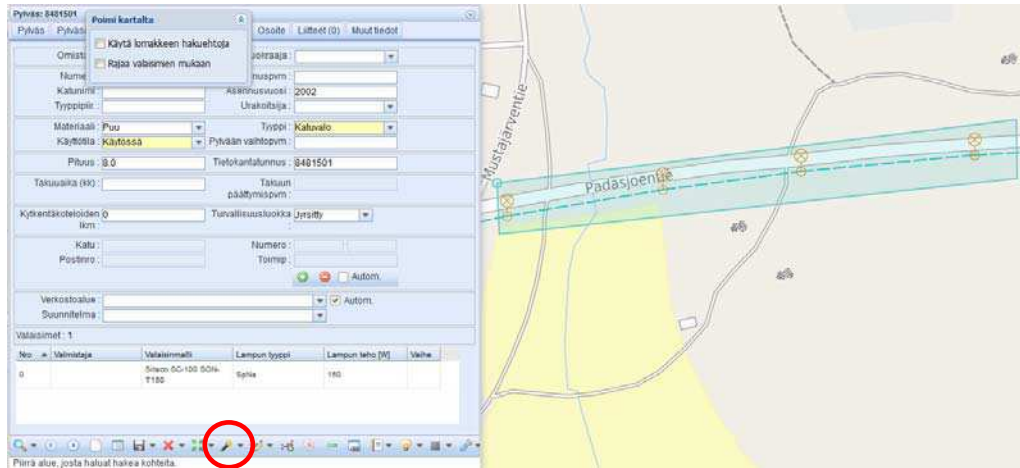 Pylväs: 8481501
Poimi kartalta
Pylväs Osoite Liitteet (0) Muut tiedot
Käytä lomakkeen hakuehtoja
Rajaa valaisimien mukaan
Katunimi : Asennusvuosi : 2002
Tyyppipiir. : Urakoitsija :
Materiaali : Puu Tyyppi : Katuvalo
Käyttötila : Käytössä Pylvään vaihtopvm :
Pituus : 8.0 Tietokantatunnus : 8481501
Takuuaika (kk) : Takuun
päättymispvm :
Kytkentäkoteloiden 0 Turvallisuusluokka Jyrsitty
lkm :
Katu : Numero :
Postinro : Toimip :
Autom.
Verkostoalue : Autom.
Suunnitelma :
Valaisimet : 1
No Valmistaja Valaisinmalli Lampun tyyppi Lampun teho [W] Vaihe
0 SpNa 150
T150
Piirrä alue, josta haluat hakea kohteita.
Mustajärventie
Padasjoentie